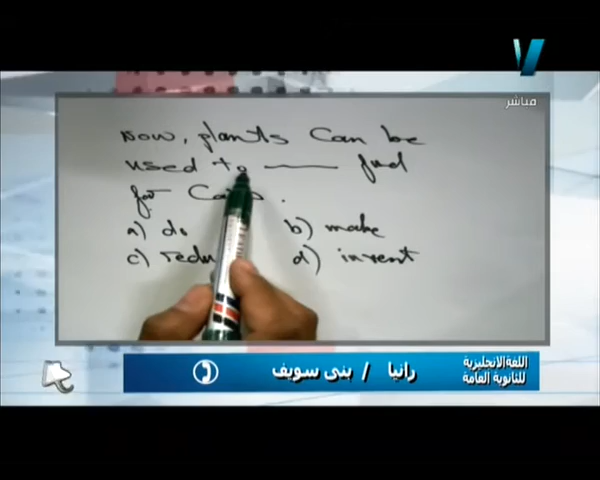 مباشر
Now, plants can be
used to ——— fuel
for Cars.
a) do b) make
c) redu
d) invent
رانيا / بنى سويف
اللغة الانجليزية
للثانوية العامة